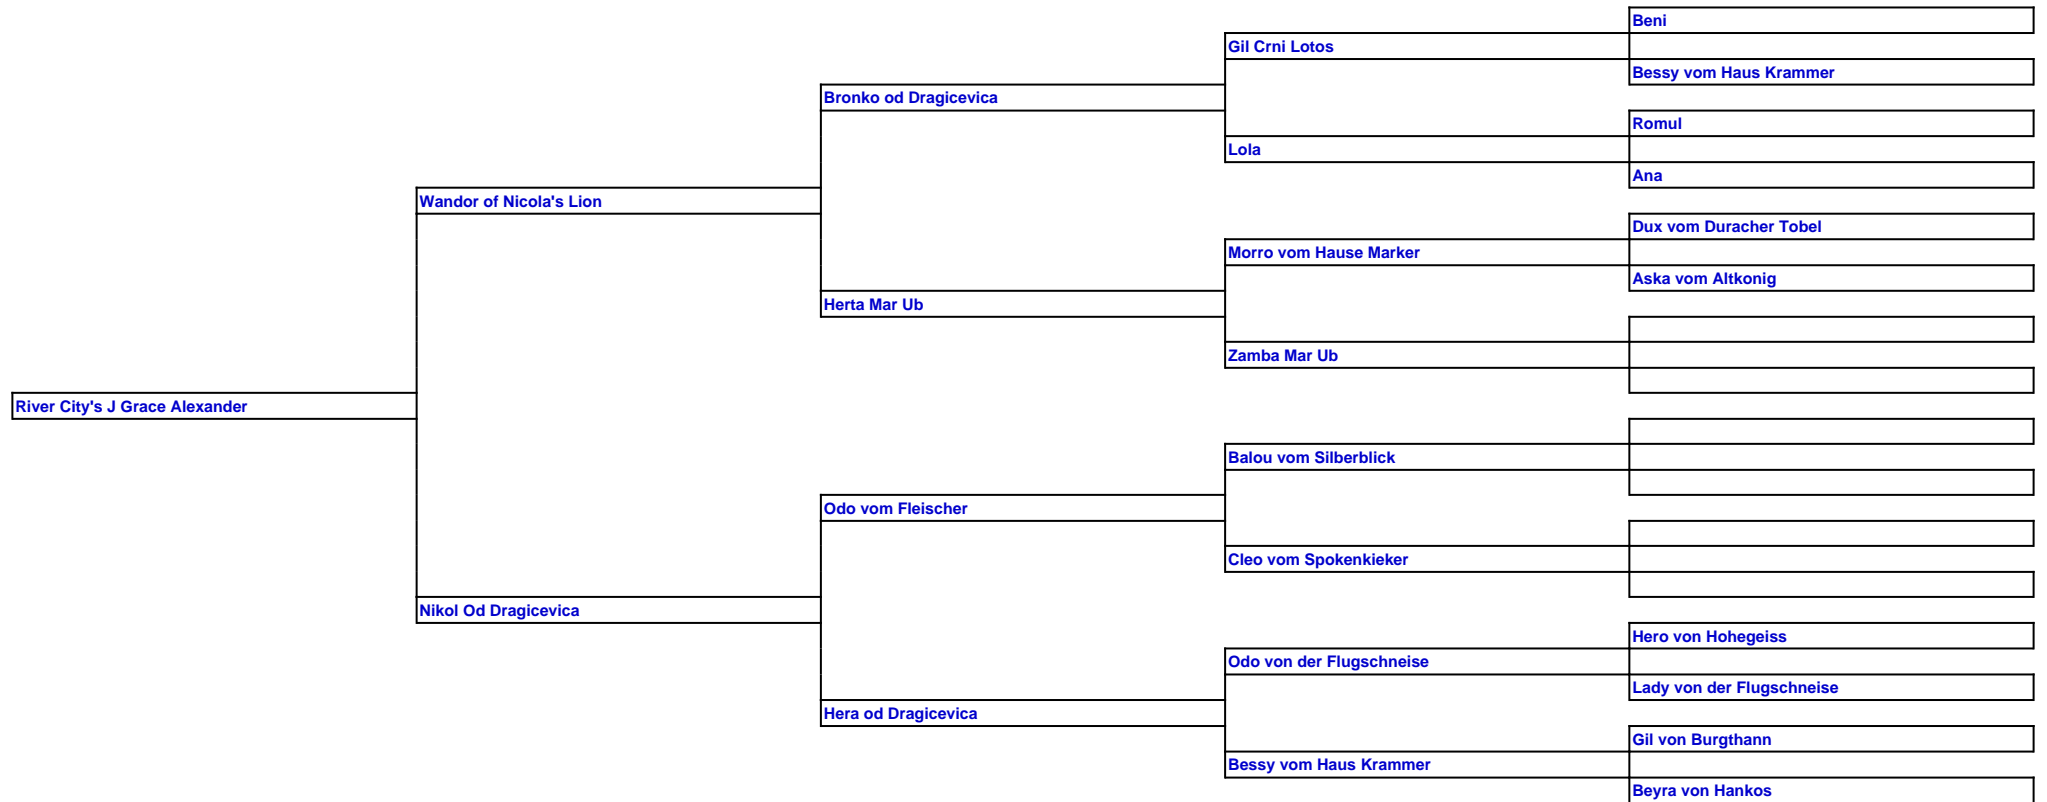 Beni
Gil Crni Lotos
Bessy vom Haus Krammer
Bronko od Dragicevica
Romul
Lola
Ana
Wandor of Nicola's Lion
Dux vom Duracher Tobel
Morro vom Hause Marker
Aska vom Altkonig
Herta Mar Ub
Zamba Mar Ub
River City's J Grace Alexander
Balou vom Silberblick
Odo vom Fleischer
Cleo vom Spokenkieker
Nikol Od Dragicevica
Hero von Hohegeiss
Odo von der Flugschneise
Lady von der Flugschneise
Hera od Dragicevica
Gil von Burgthann
Bessy vom Haus Krammer
Beyra von Hankos